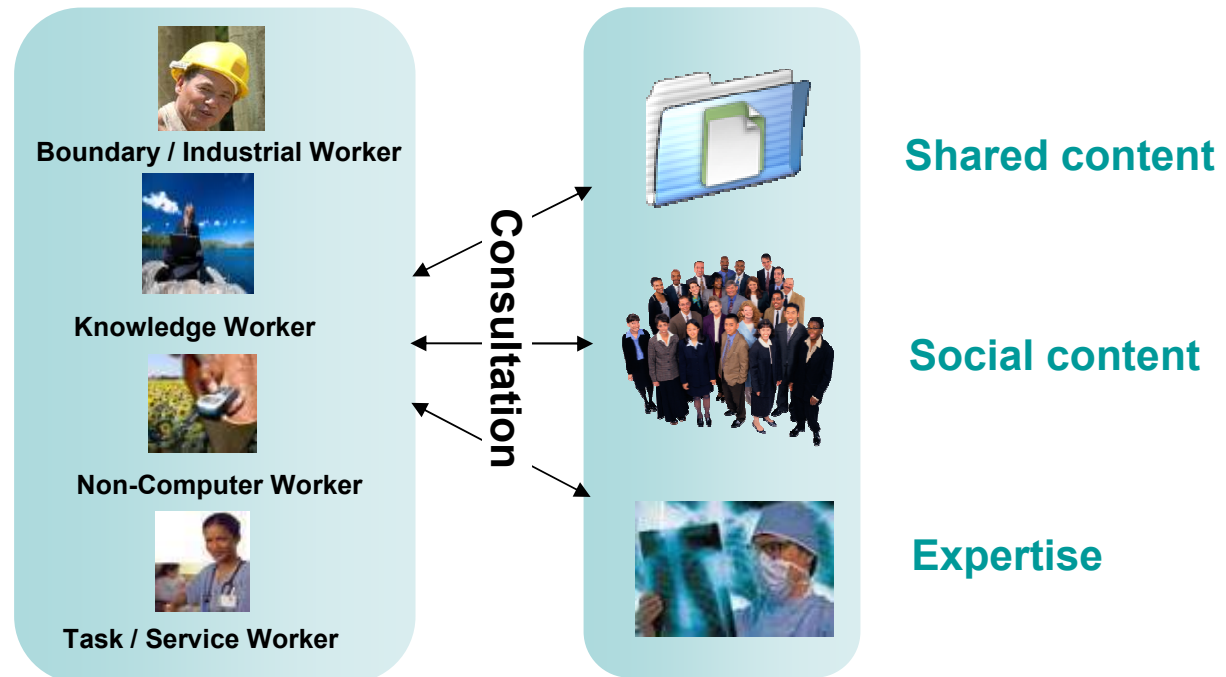 Boundary / Industrial Worker
Knowledge Worker
Non-Computer Worker
Task / Service Worker
Consultation
Shared content
Social content
Expertise